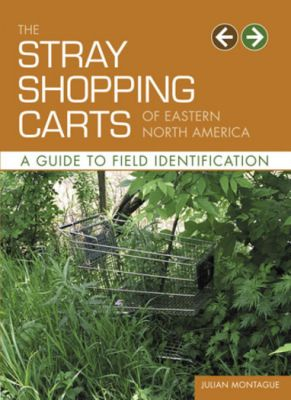 THE
STRAY
SHOPPING
CARTS
OF EASTERN
NORTH AMERICA
A GUIDE TO FIELD IDENTIFICATION
JULIAN MONTAGUE